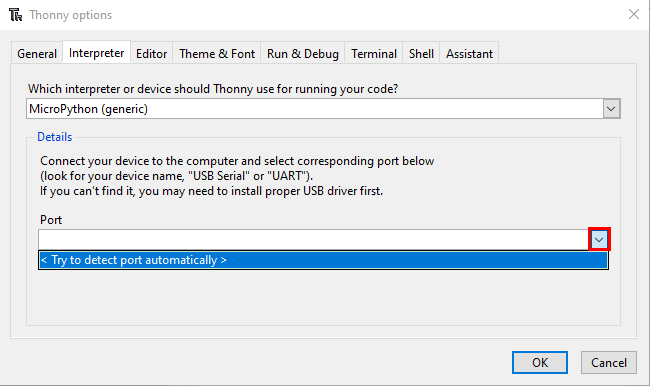 Thonny options
General Interpreter Editor Theme & Font Run & Debug Terminal Shell Assistant
Which interpreter or device should Thonny use for running your code?
MicroPython (generic)
Details
Connect your device to the computer and select corresponding port below
(look for your device name, "USB Serial" or "UART").
If you can't find it, you may need to install proper USB driver first.
Port
< Try to detect port automatically >
OK Cancel